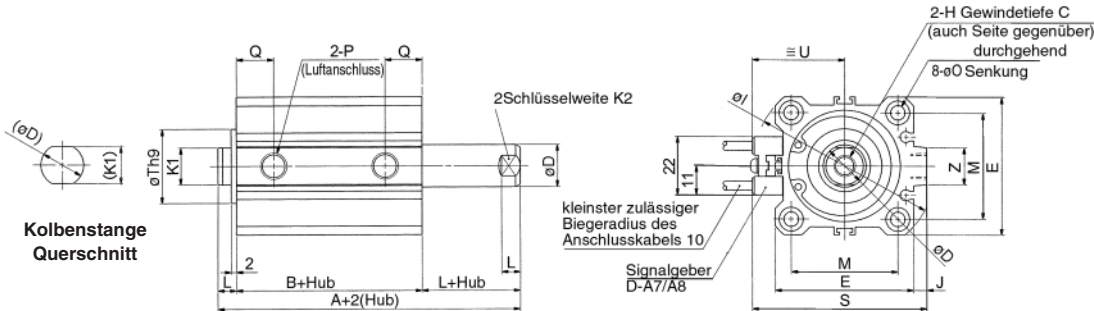 2-H Gewindetiefe C
(auch Seite gegenüber)
durchgehend
8-øO Senkung
Q
2-P
(Luftanschluss)
Q
≅ U
2Schlüsselweite K2
øI
(øD)
(K1)
øTh9
K1
øD
22
11
Z
M
E
Kolbenstange
Querschnitt
kleinster zulässiger
Biegeradius des
Anschlusskabels 10
Signalgeber
D-A7/A8
øD
2
L
L
B+Hub
L+Hub
A+2(Hub)
M
E
J
S